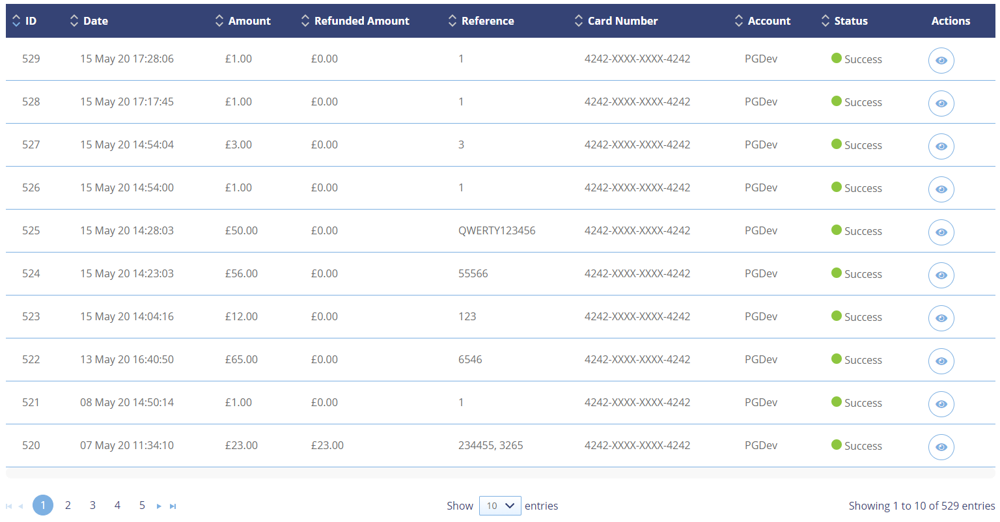 ID Date Amount Refunded Amount Reference Card Number Account Status Actions
529 15 May 20 17:28:06 £1.00 £0.00 1 4242-XXXX-XXXX-4242 PGDev Success
528 15 May 20 17:17:45 £1.00 £0.00 1 4242-XXXX-XXXX-4242 PGDev Success
527 15 May 20 14:54:04 £3.00 £0.00 3 4242-XXXX-XXXX-4242 PGDev Success
526 15 May 20 14:54:00 £1.00 £0.00 1 4242-XXXX-XXXX-4242 PGDev Success
525 15 May 20 14:28:03 £50.00 £0.00 QWERTY123456 4242-XXXX-XXXX-4242 PGDev Success
524 15 May 20 14:23:03 £56.00 £0.00 55566 4242-XXXX-XXXX-4242 PGDev Success
523 15 May 20 14:04:16 £12.00 £0.00 123 4242-XXXX-XXXX-4242 PGDev Success
522 13 May 20 16:40:50 £65.00 £0.00 6546 4242-XXXX-XXXX-4242 PGDev Success
521 08 May 20 14:50:14 £1.00 £0.00 1 4242-XXXX-XXXX-4242 PGDev Success
520 07 May 20 11:34:10 £23.00 £23.00 234455, 3265 4242-XXXX-XXXX-4242 PGDev Success
1 2 3 4 5 Show 10 entries Showing 1 to 10 of 529 entries